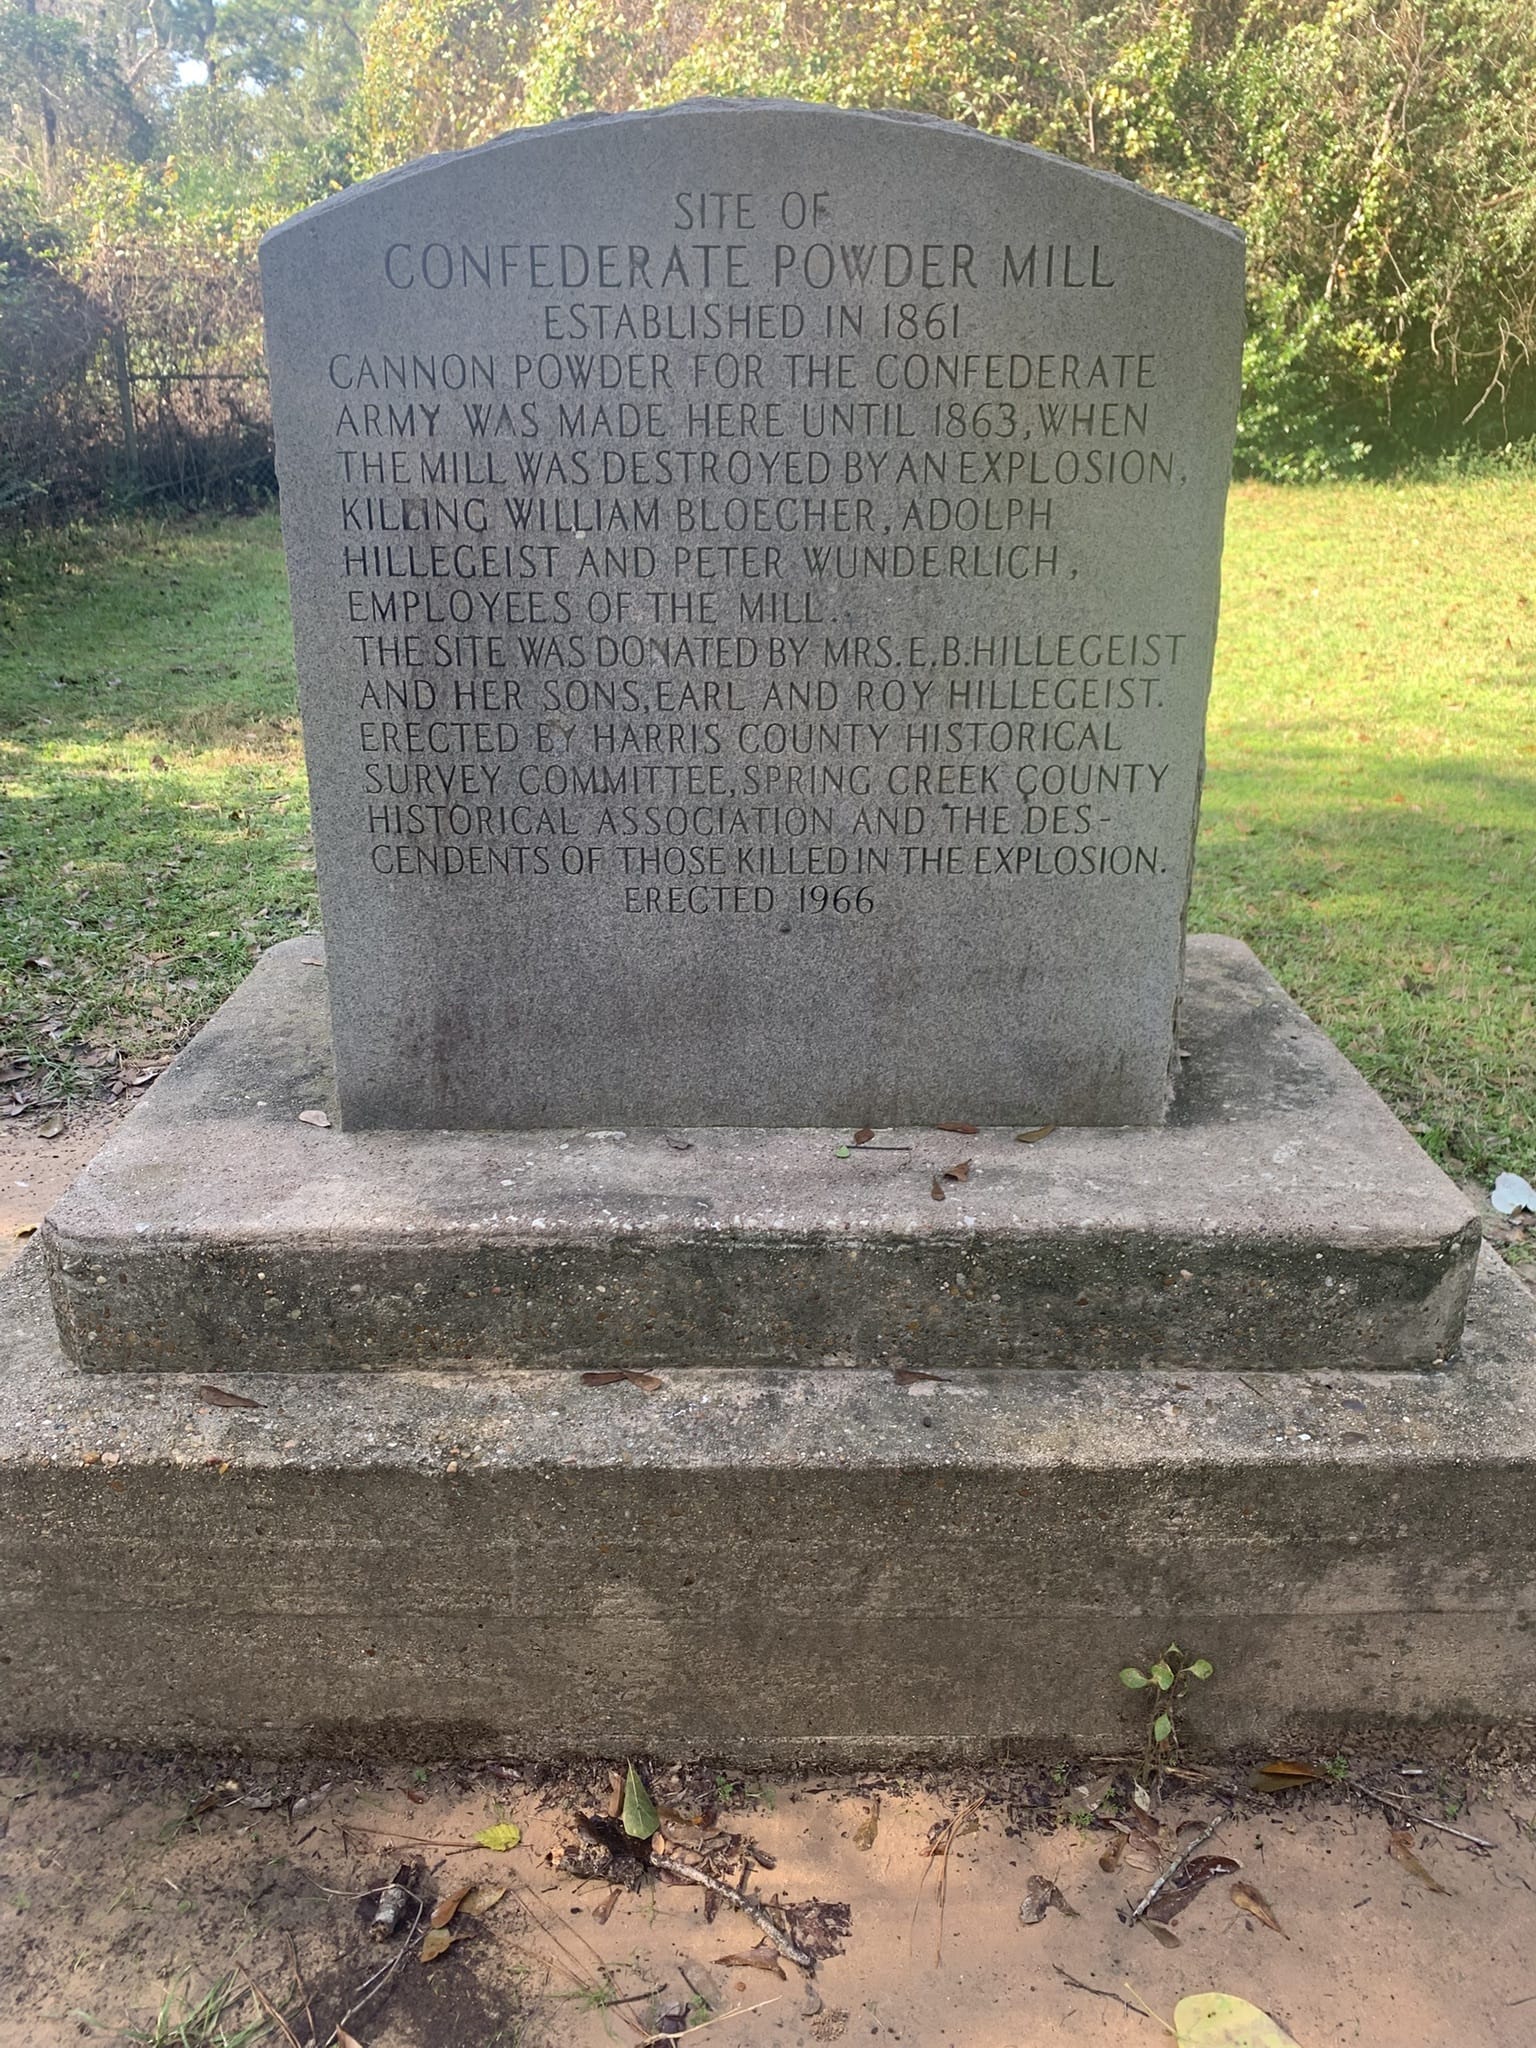 SITE OF
CONFEDERATE POWDER MILL
ESTABLISHED IN 1861
CANNON POWDER FOR THE CONFEDERATE
ARMY WAS MADE HERE UNTIL 1863, WHEN
THE MILL WAS DESTROYED BY AN EXPLOSION,
KILLING WILLIAM BLOECHER, ADOLPH
HILLEGEIST AND PETER WUNDERLICH,
EMPLOYEES OF THE MILL.
THE SITE WAS DONATED BY MRS. E. B. HILLEGEIST
AND HER SONS, EARL AND ROY HILLEGEIST.
ERECTED BY HARRIS COUNTY HISTORICAL
SURVEY COMMITTEE, SPRING CREEK COUNTY
HISTORICAL ASSOCIATION AND THE DES-
CENDENTS OF THOSE KILLED IN THE EXPLOSION.
ERECTED 1966